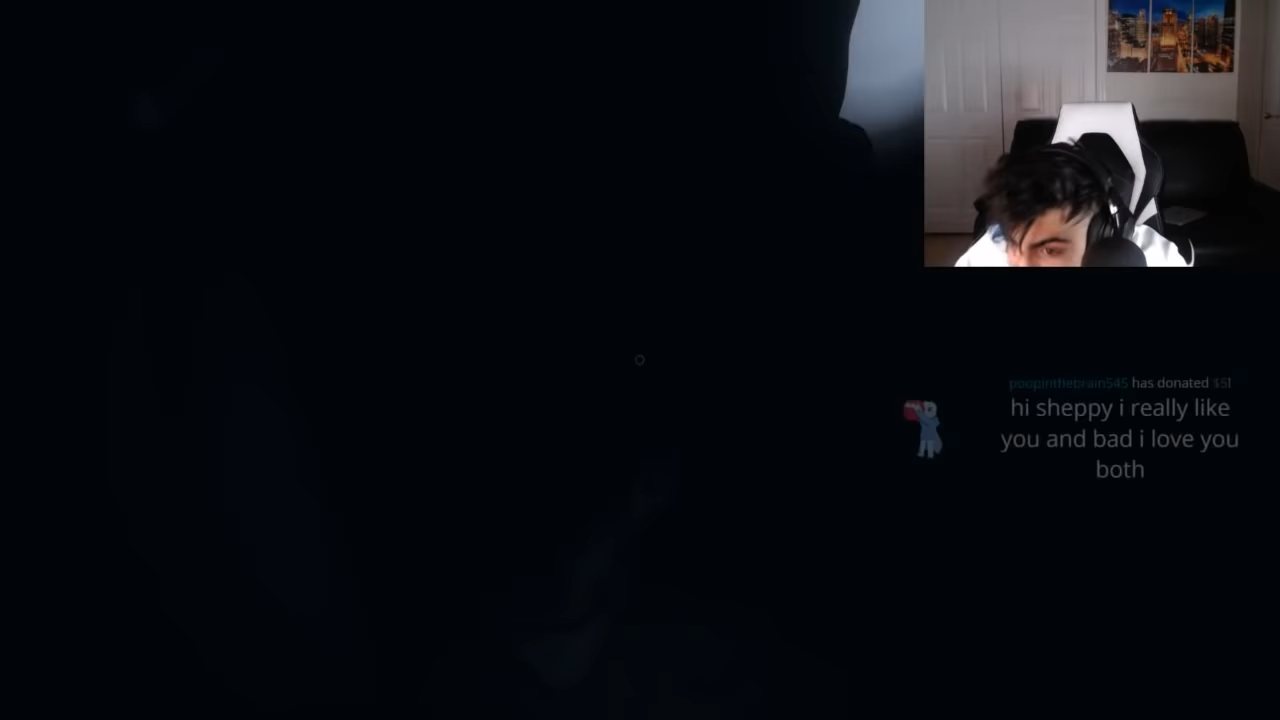 poopinthebrain545 has donated $5!
hi sheppy i really like
you and bad i love you
both